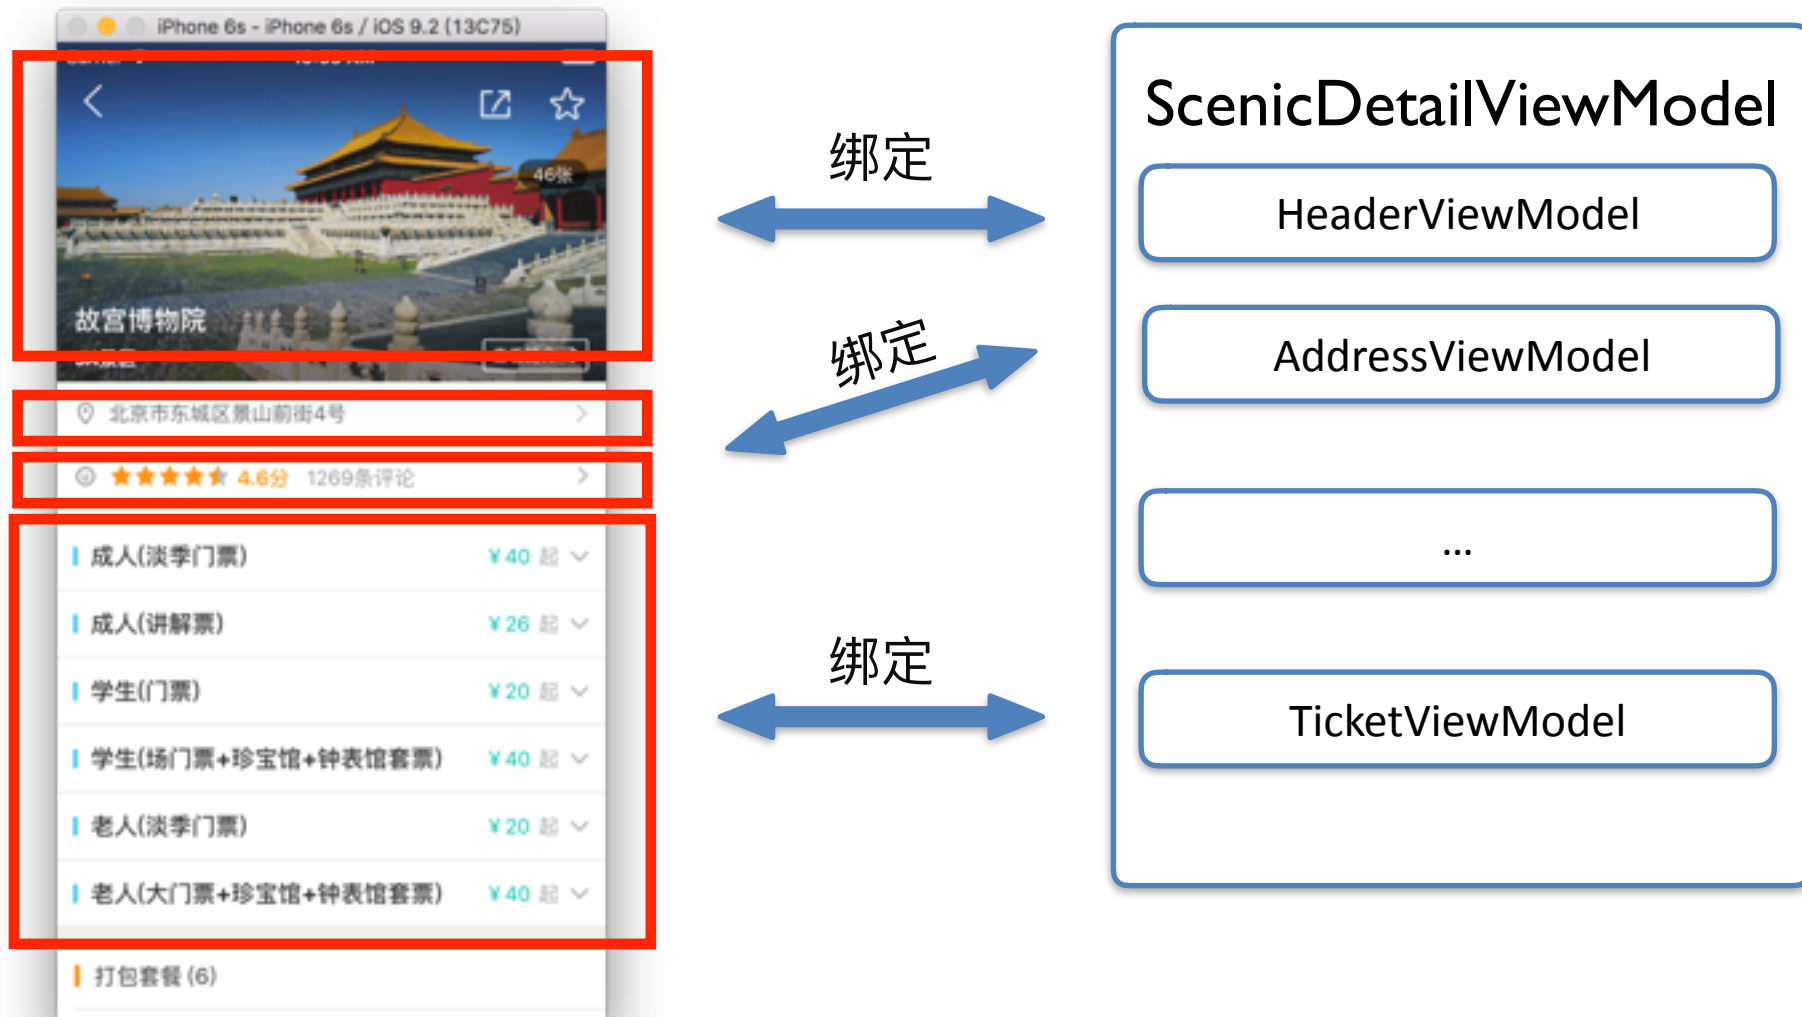 iPhone 6s - iPhone 6s / iOS 9.2 (13C75)
46张
故宫博物院
北京市东城区景山前街4号
4.6分 1269条评论
成人(淡季门票) ¥40 起
成人(讲解票) ¥26 起
学生(门票) ¥20 起
学生(场门票+珍宝馆+钟表馆套票) ¥40 起
老人(淡季门票) ¥20 起
老人(大门票+珍宝馆+钟表馆套票) ¥40 起
打包套餐 (6)
绑定
绑定
绑定
ScenicDetailViewModel
HeaderViewModel
AddressViewModel
...
TicketViewModel